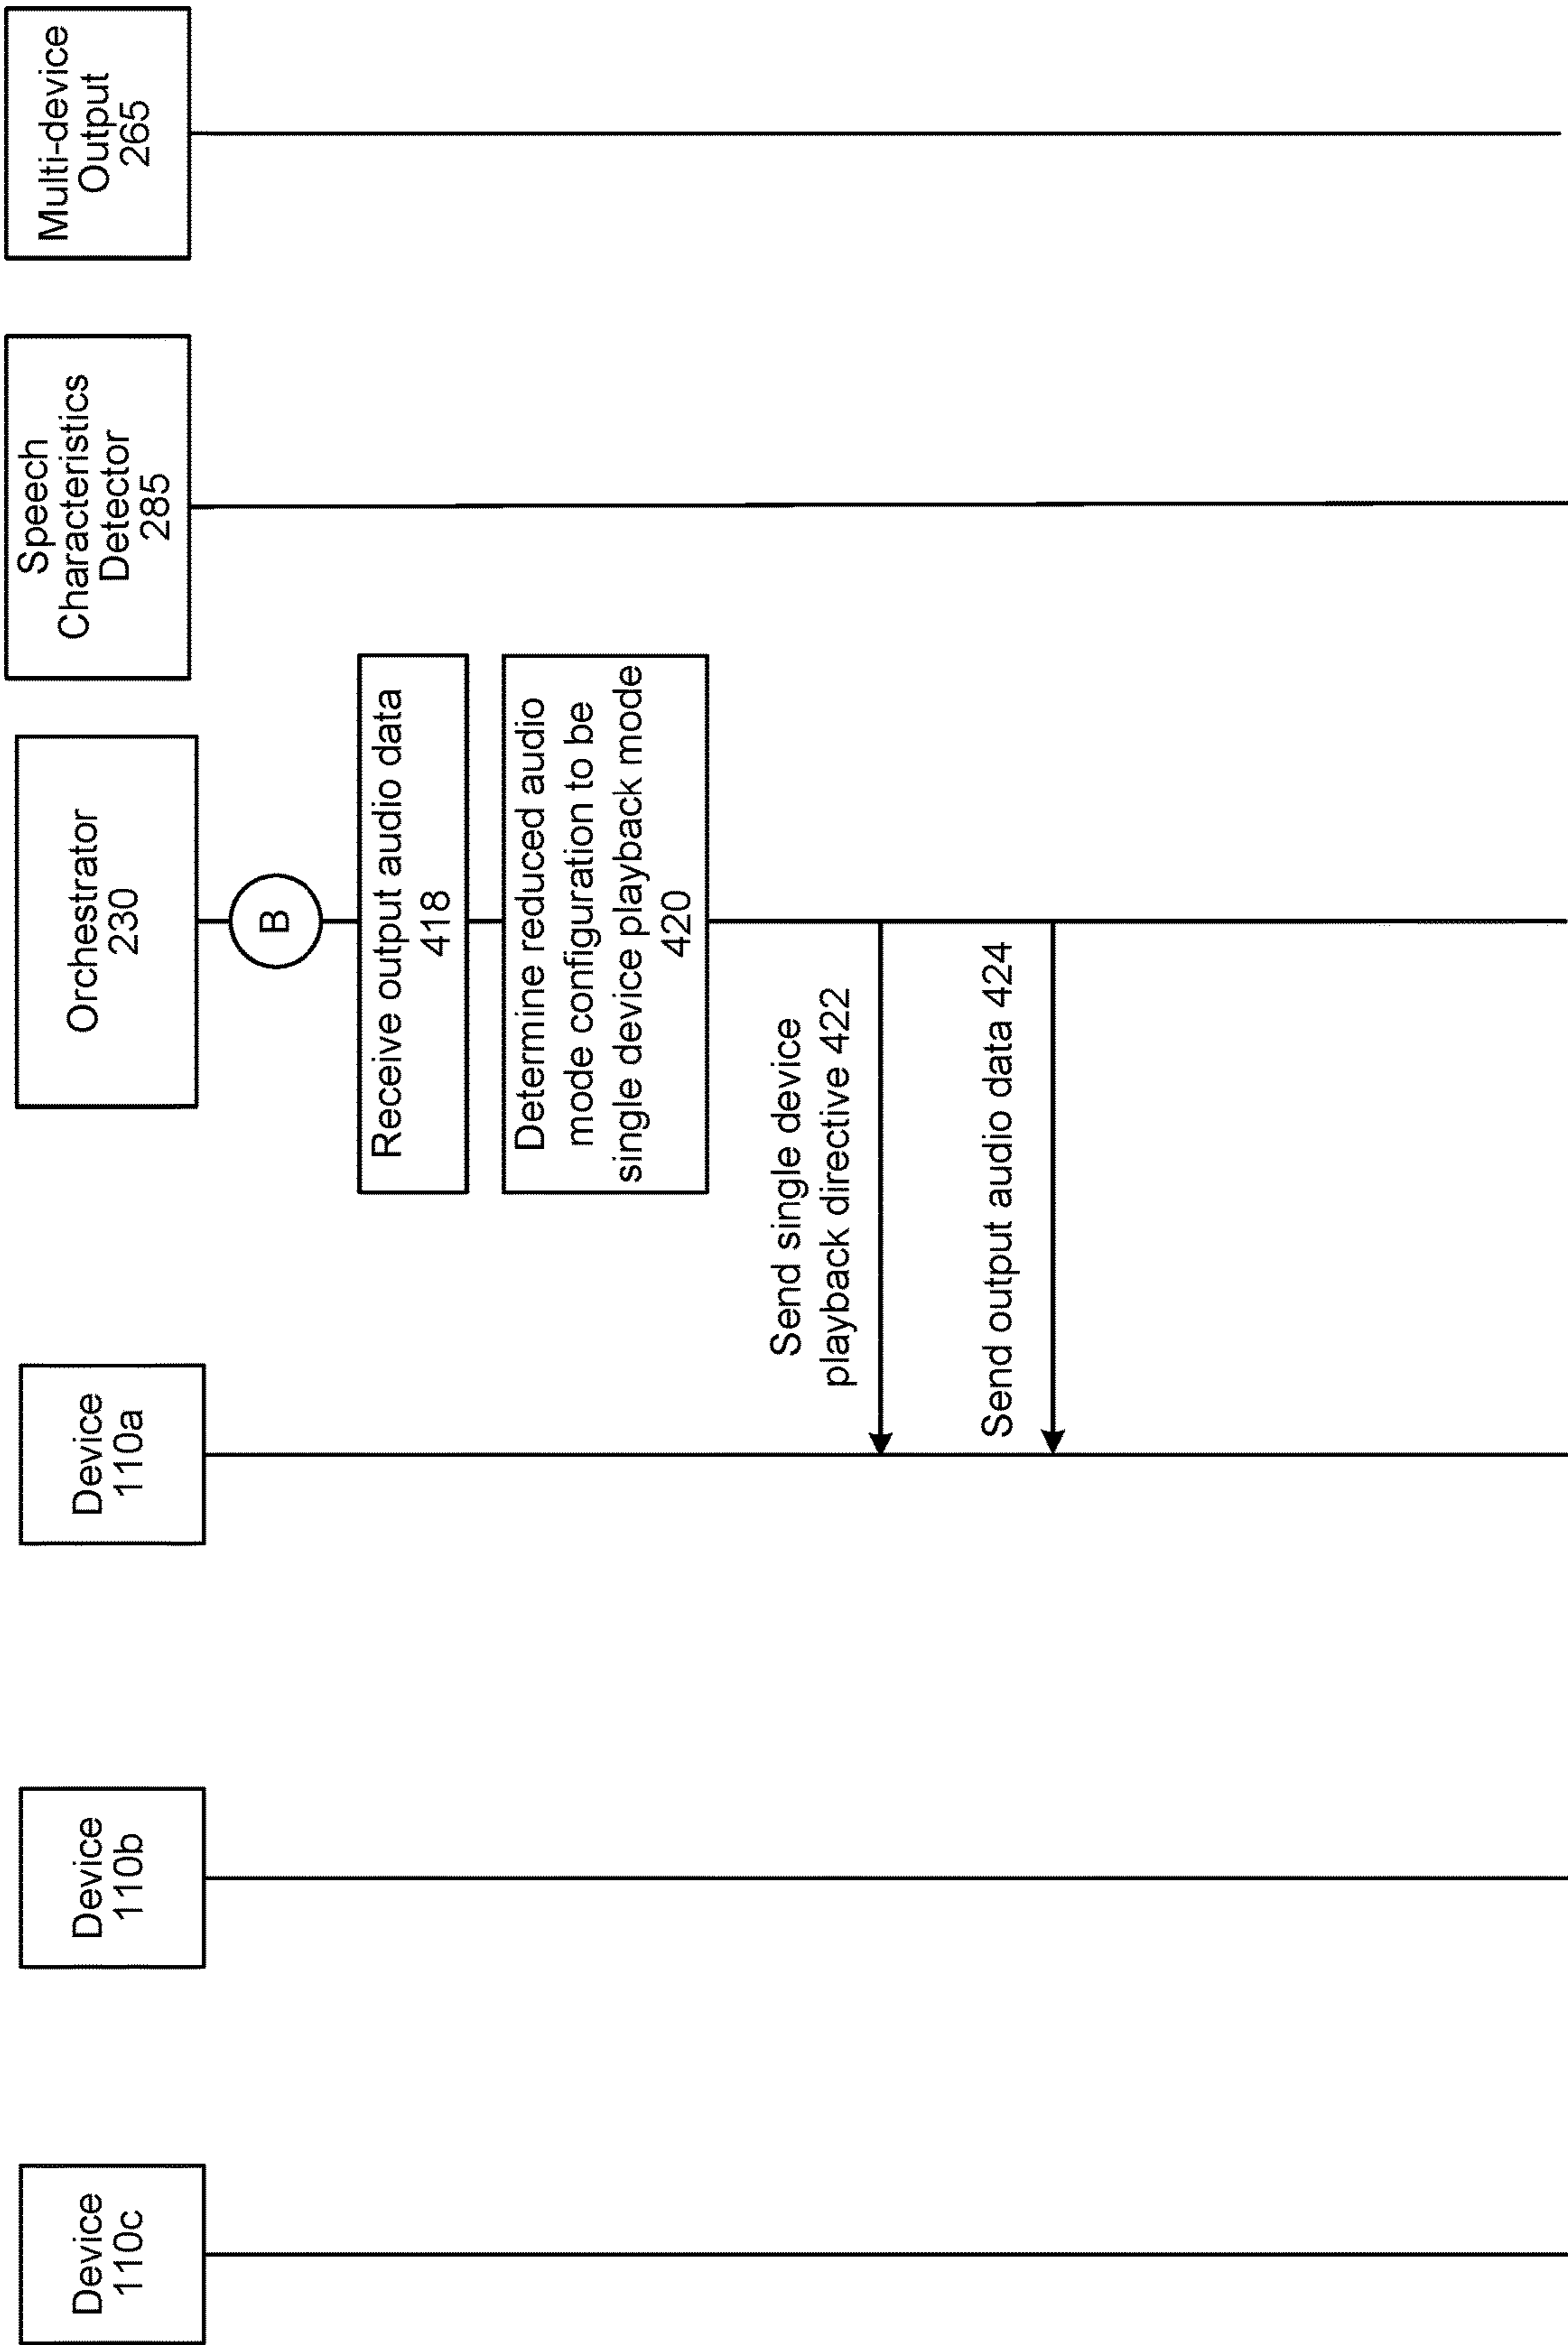 Device
110c
Device
110b
Device
110a
Orchestrator
230
Speech
Characteristics
Detector
285
Multi-device
Output
265
B
Receive output audio data
418
Determine reduced audio
mode configuration to be
single device playback mode
420
Send single device
playback directive 422
Send output audio data 424